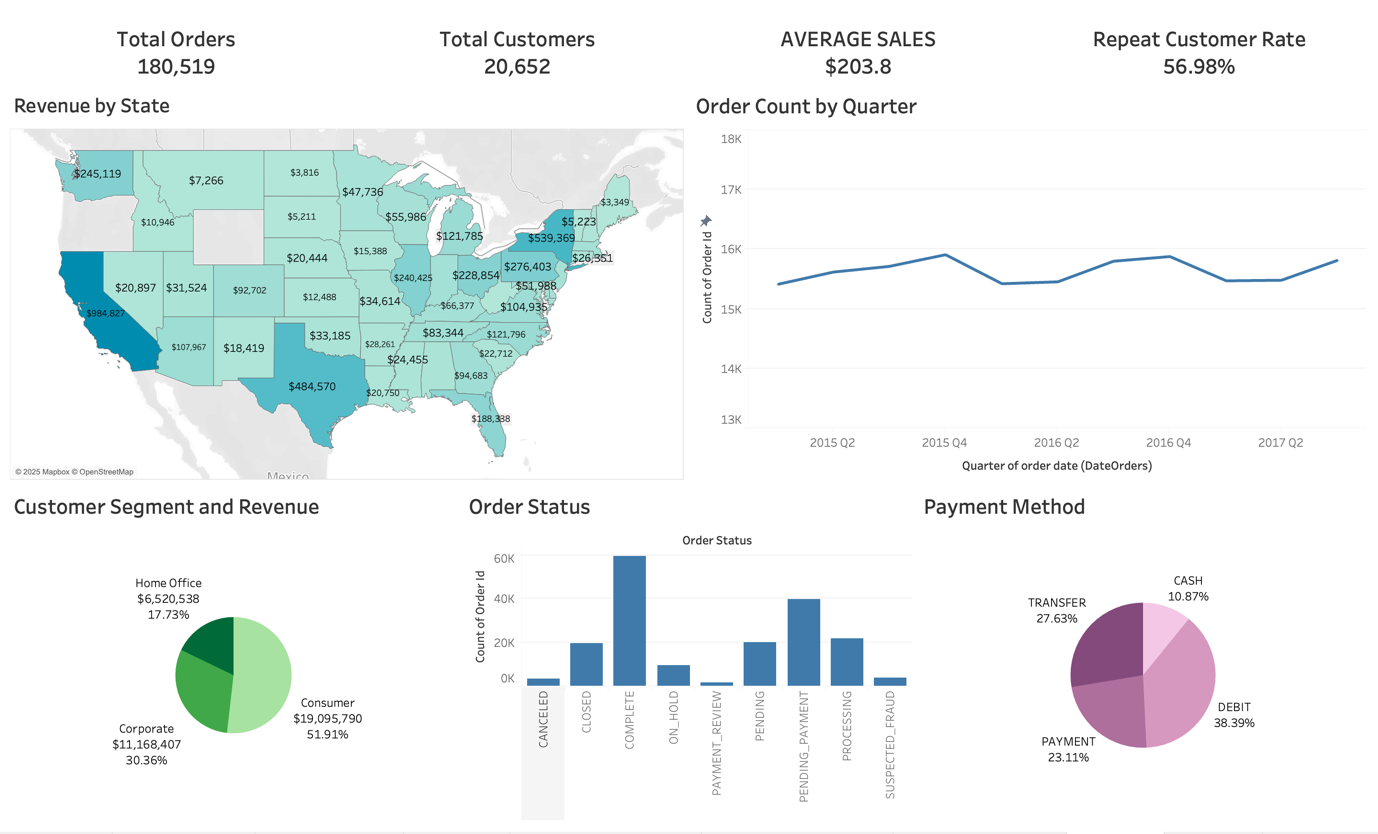 Total Orders
180,519
Total Customers
20,652
AVERAGE SALES
$203.8
Repeat Customer Rate
56.98%
Revenue by State
$245,119
$7,266
$3,816
$47,736
$3,349
$10,946
$5,211
$55,986
$121,785
$5,223
$539,369
$26,351
$20,444
$15,388
$276,403
$228,854
$240,425
$51,988
$20,897
$31,524
$92,702
$12,488
$34,614
$66,377
$104,935
$984,827
$107,967
$18,419
$33,185
$28,261
$83,344
$121,796
$24,455
$22,712
$94,683
$484,570
$20,750
$188,338
© 2025 Mapbox © OpenStreetMap
Mexico
Order Count by Quarter
Count of Order Id
18K
17K
16K
15K
14K
13K
2015 Q2
2015 Q4
2016 Q2
2016 Q4
2017 Q2
Quarter of order date (DateOrders)
Customer Segment and Revenue
Home Office
$6,520,538
17.73%
Consumer
$19,095,790
51.91%
Corporate
$11,168,407
30.36%
Order Status
Order Status
Count of Order Id
60K
40K
20K
0K
CANCELED
CLOSED
COMPLETE
ON_HOLD
PAYMENT_REVIEW
PENDING
PENDING_PAYMENT
PROCESSING
SUSPECTED_FRAUD
Payment Method
CASH
10.87%
TRANSFER
27.63%
DEBIT
38.39%
PAYMENT
23.11%